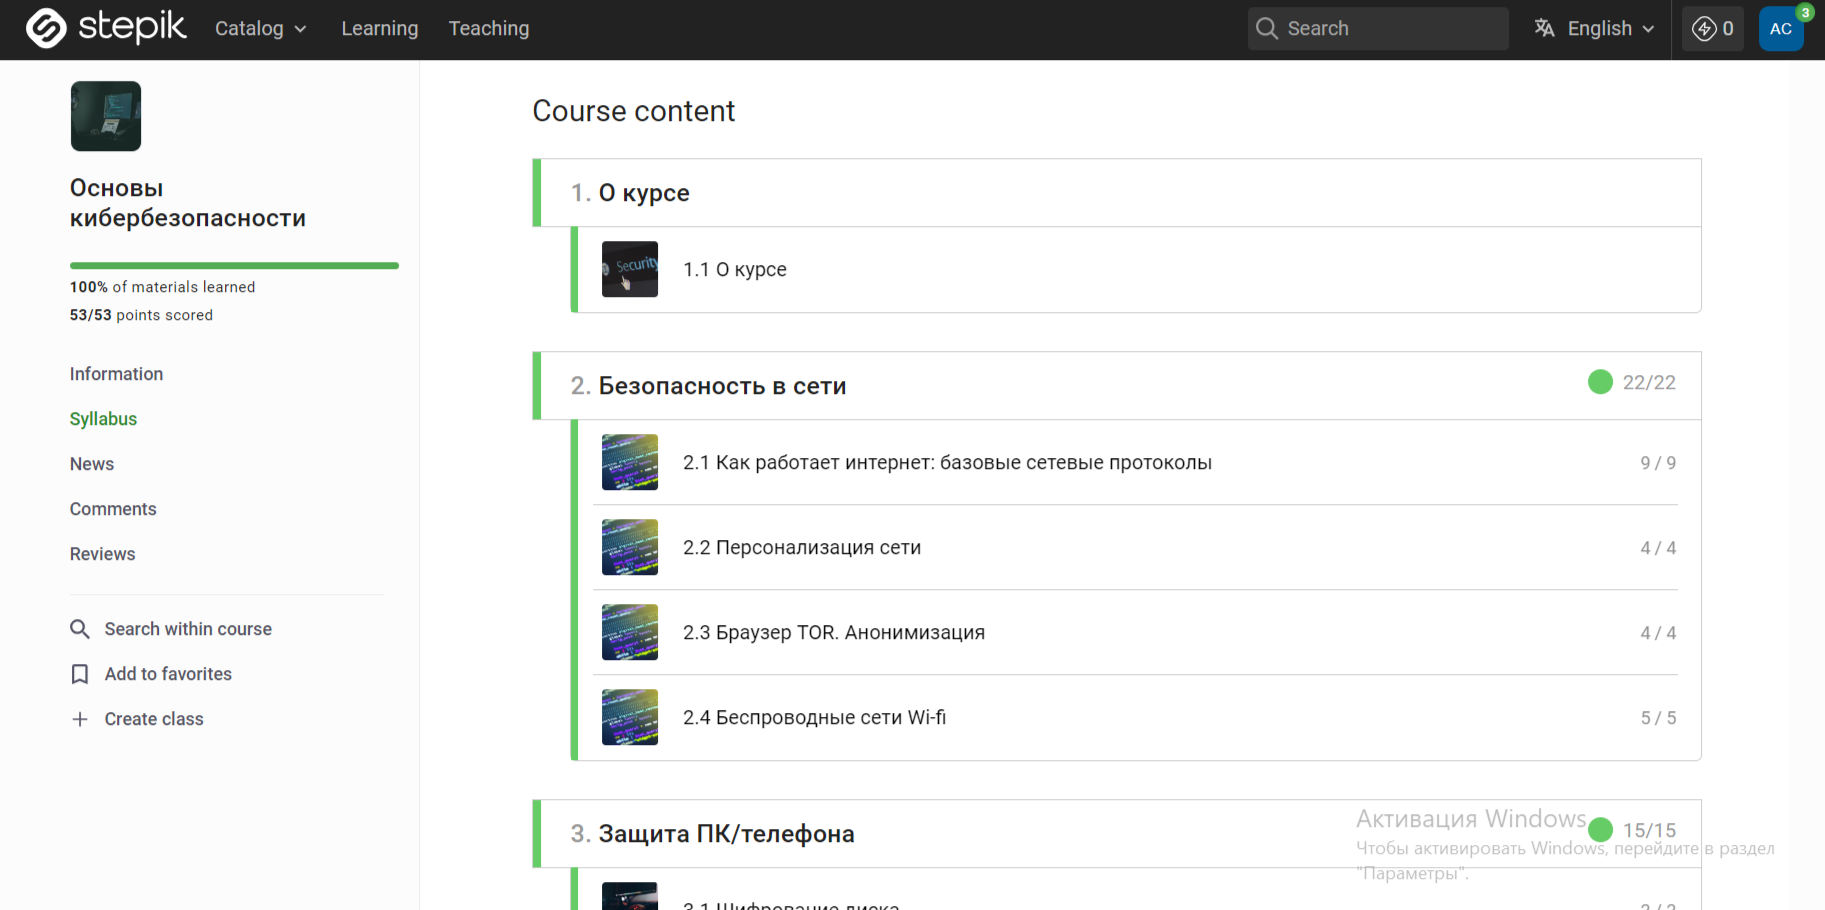 stepik Catalog Learning Teaching Search English 0 AC 3
Основы
кибербезопасности
100% of materials learned
53/53 points scored
Information
Syllabus
News
Comments
Reviews
Search within course
Add to favorites
Create class
Course content
1. О курсе
Security
1.1 О курсе
2. Безопасность в сети 22/22
2.1 Как работает интернет: базовые сетевые протоколы 9 / 9
2.2 Персонализация сети 4 / 4
2.3 Браузер TOR. Анонимизация 4 / 4
2.4 Беспроводные сети Wi-fi 5 / 5
3. Защита ПК/телефона 15/15
Активация Windows
Чтобы активировать Windows, перейдите в раздел
"Параметры".
3.1 Шифрование диска